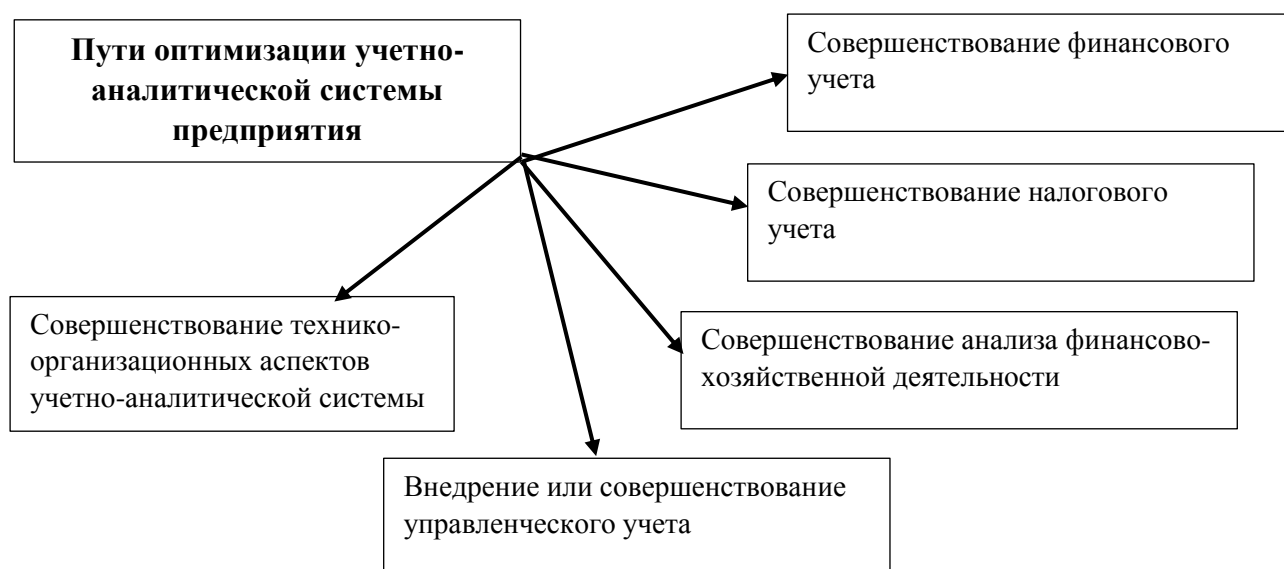 Пути оптимизации учетно-
аналитической системы
предприятия
Совершенствование финансового
учета
Совершенствование налогового
учета
Совершенствование технико-
организационных аспектов
учетно-аналитической системы
Совершенствование анализа финансово-
хозяйственной деятельности
Внедрение или совершенствование
управленческого учета